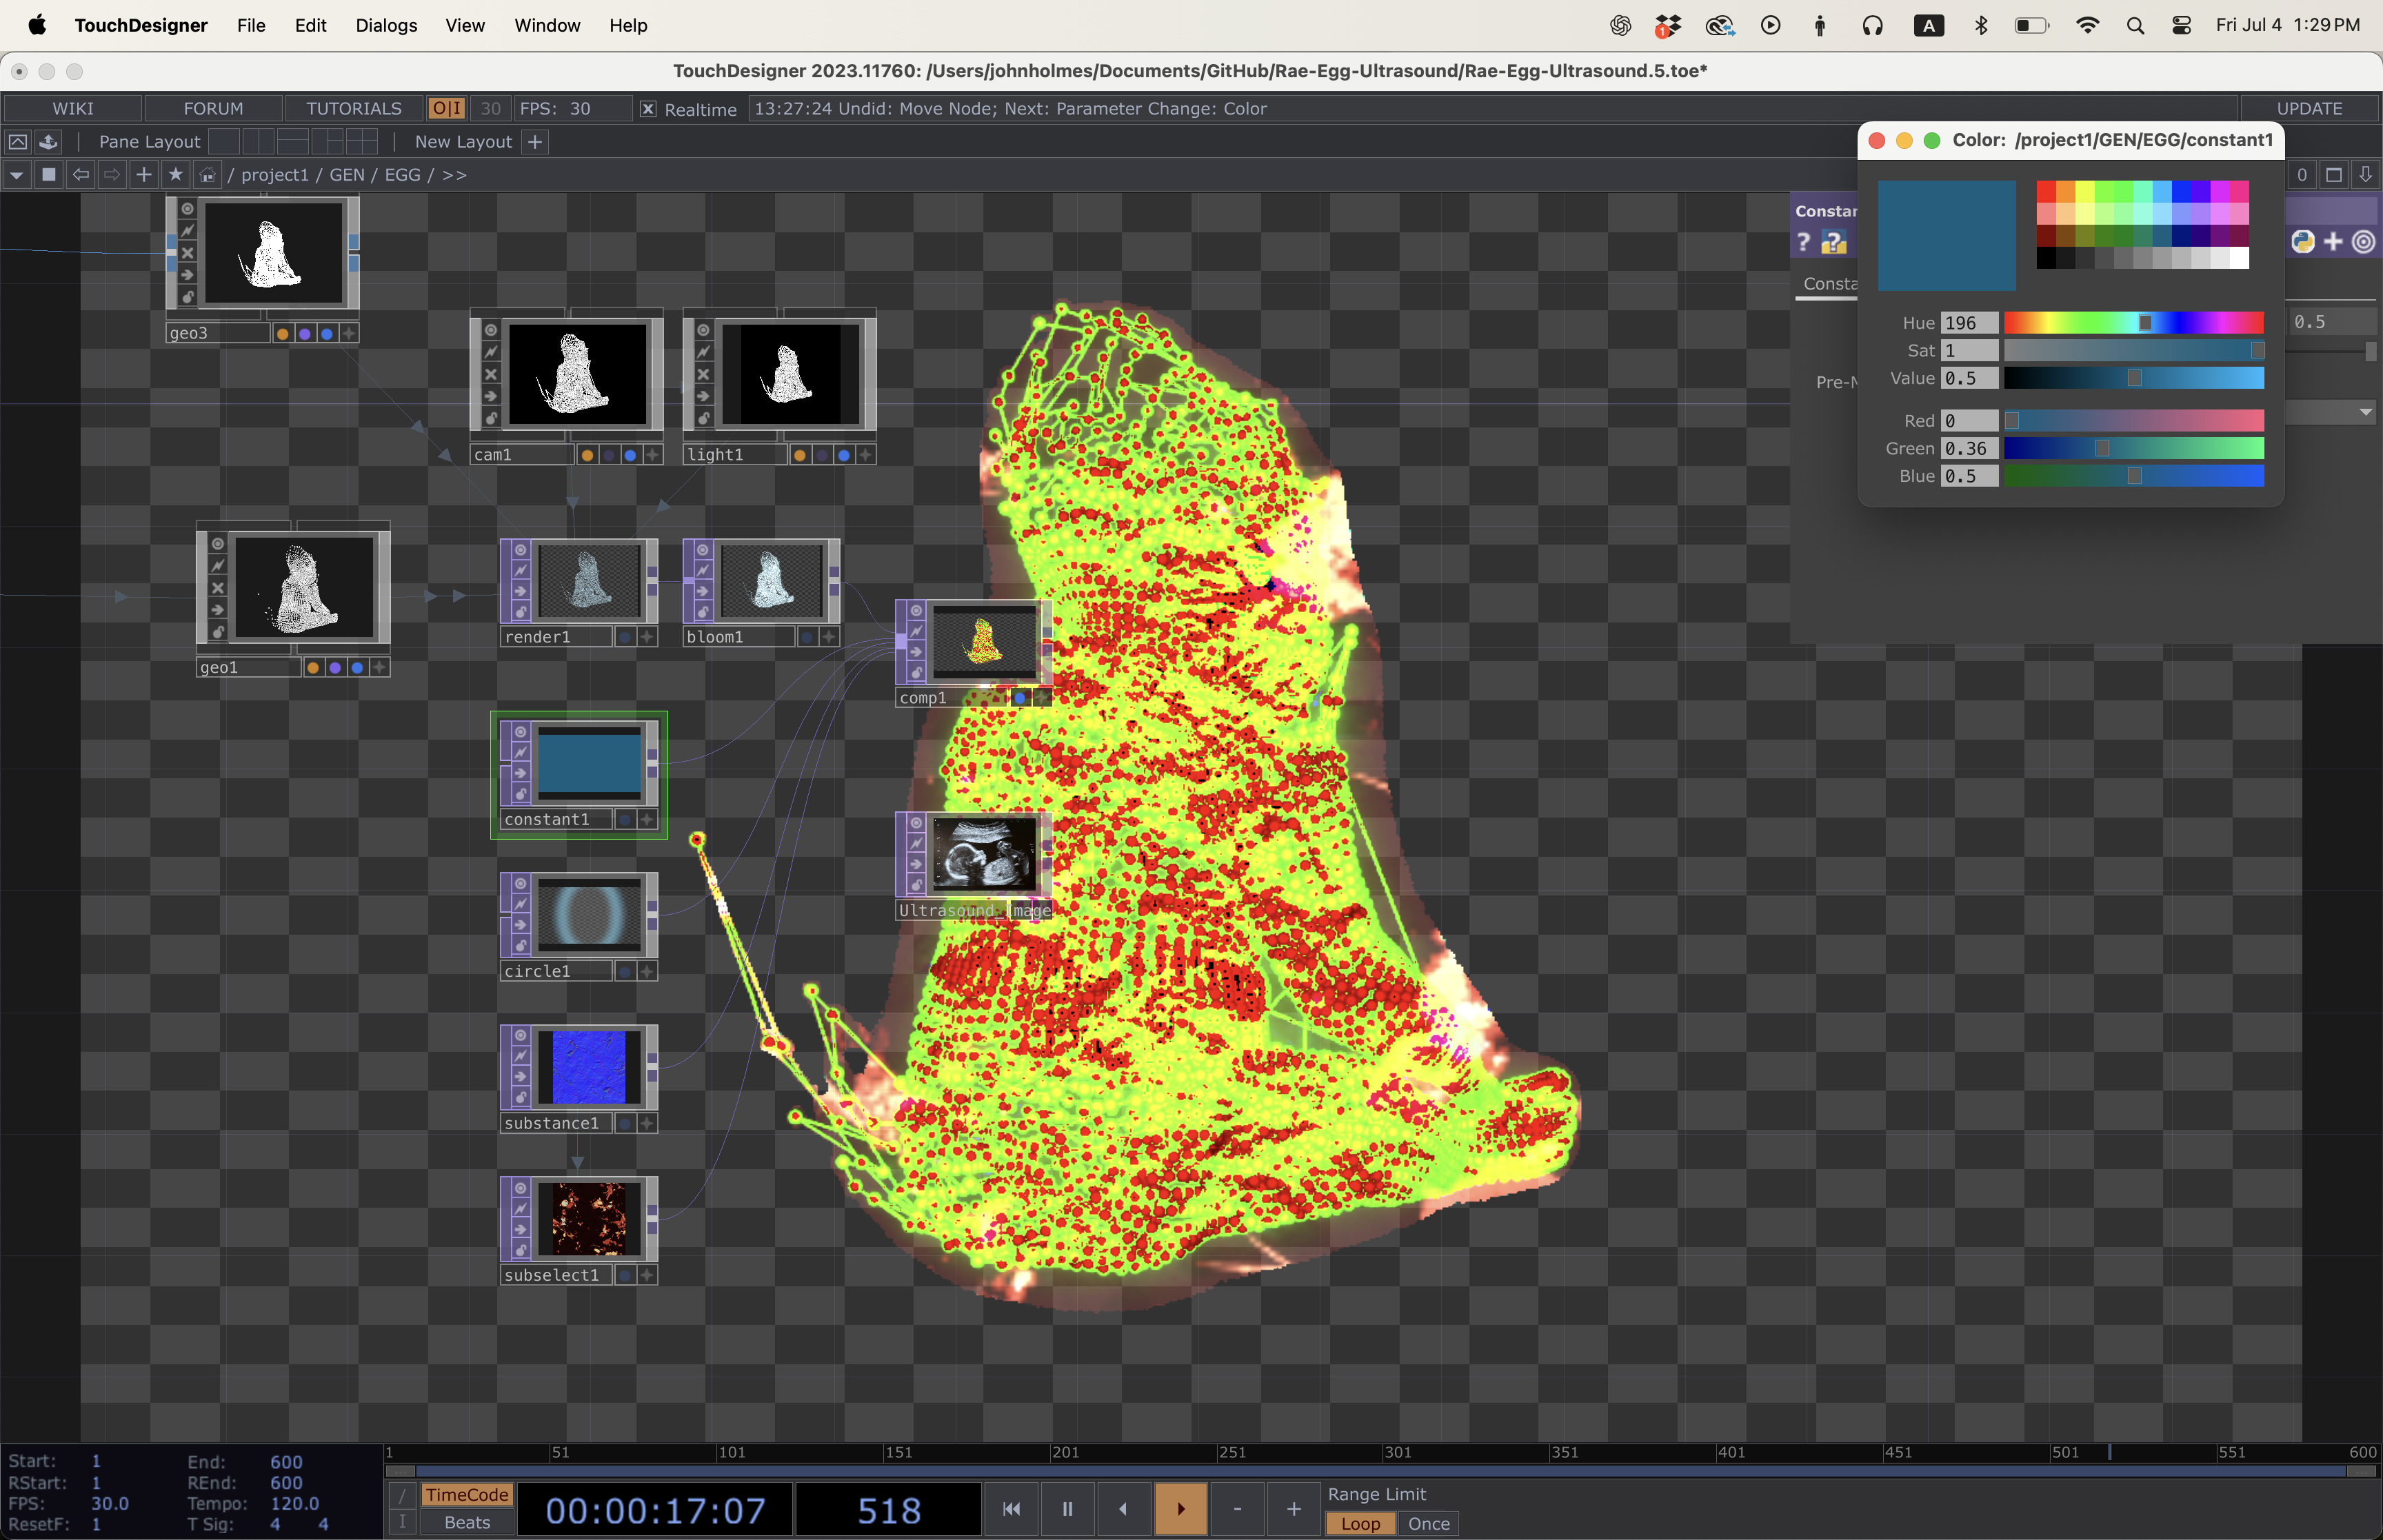 TouchDesigner File Edit Dialogs View Window Help 1 A Fri Jul 4 1:29 PM
TouchDesigner 2023.11760: /Users/johnholmes/Documents/GitHub/Rae-Egg-Ultrasound/Rae-Egg-Ultrasound.5.toe*
WIKI FORUM TUTORIALS O|I 30 FPS: 30 Realtime 13:27:24 Undid: Move Node; Next: Parameter Change: Color UPDATE
Pane Layout New Layout +
/ project1 / GEN / EGG / >> 0
Color: /project1/GEN/EGG/constant1
Constan
Consta
0.5
Pre-M
Hue 196
Sat 1
Value 0.5
Red 0
Green 0.36
Blue 0.5
geo3
cam1
light1
geo1
render1
bloom1
comp1
constant1
Ultrasound_Image
circle1
substance1
subselect1
1 51 101 151 201 251 301 351 401 451 501 551 600
Start: 1 End: 600
RStart: 1 REnd: 600
FPS: 30.0 Tempo: 120.0
ResetF: 1 T Sig: 4 4
/ TimeCode
I Beats
00:00:17:07 518
- +
Range Limit
Loop Once